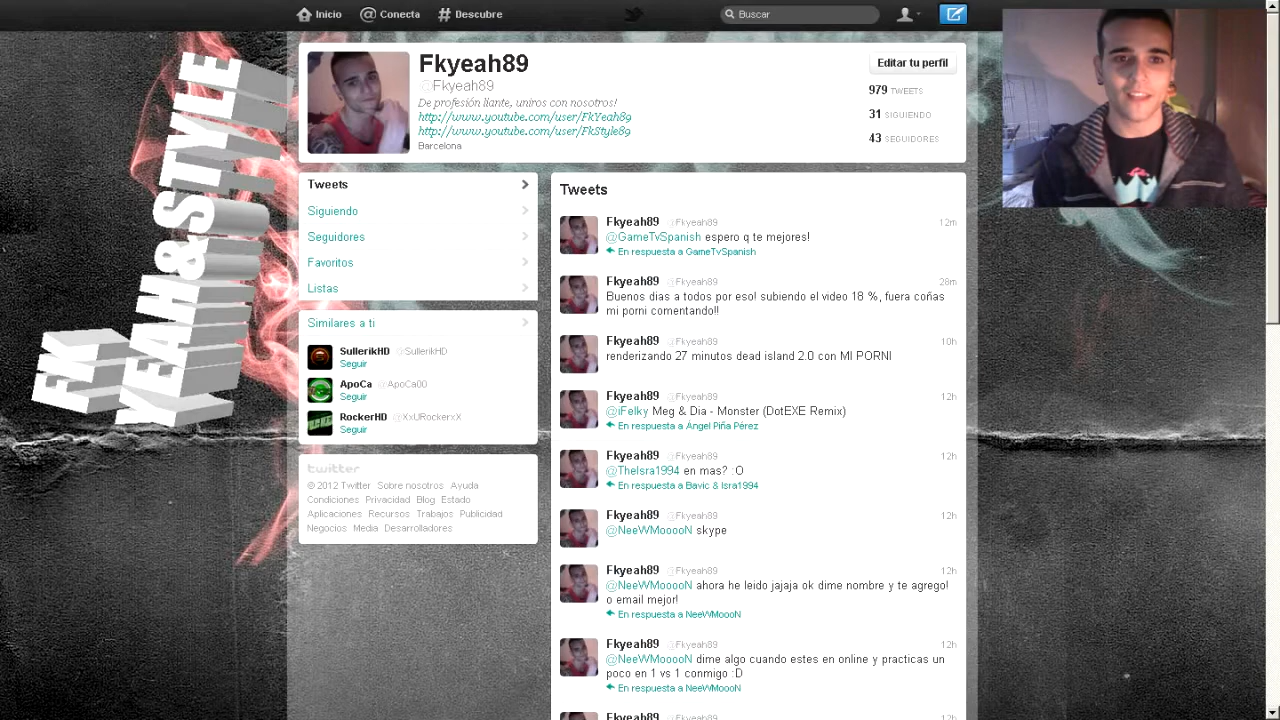 Inicio
Conecta
Descubre
Buscar
FK YEAH&STYLE
Fkyeah89
@Fkyeah89
De profesión liante, uniros con nosotros!
http://www.youtube.com/user/FkYeah89
http://www.youtube.com/user/FkStyle89
Barcelona
Editar tu perfil
979 TWEETS
31 SIGUIENDO
43 SEGUIDORES
Tweets
Siguiendo
Seguidores
Favoritos
Listas
Similares a ti
SullerikHD @SullerikHD
Seguir
ApoCa @ApoCa00
Seguir
RockerHD @XxURockerxX
Seguir
twitter
© 2012 Twitter Sobre nosotros Ayuda
Condiciones Privacidad Blog Estado
Aplicaciones Recursos Trabajos Publicidad
Negocios Media Desarrolladores
Tweets
Fkyeah89 @Fkyeah89 12m
@GameTvSpanish espero q te mejores!
En respuesta a GameTvSpanish
Fkyeah89 @Fkyeah89 28m
Buenos dias a todos por eso! subiendo el video 18 %, fuera coñas
mi porni comentando!!
Fkyeah89 @Fkyeah89 10h
renderizando 27 minutos dead island 2.0 con MI PORNI
Fkyeah89 @Fkyeah89 12h
@iFelky Meg & Dia - Monster (DotEXE Remix)
En respuesta a Ángel Piña Pérez
Fkyeah89 @Fkyeah89 12h
@TheIsra1994 en mas? :O
En respuesta a Bavic & Isra1994
Fkyeah89 @Fkyeah89 12h
@NeeWMooooN skype
Fkyeah89 @Fkyeah89 12h
@NeeWMooooN ahora he leido jajaja ok dime nombre y te agrego!
o email mejor!
En respuesta a NeeWMoooN
Fkyeah89 @Fkyeah89 12h
@NeeWMooooN dime algo cuando estes en online y practicas un
poco en 1 vs 1 conmigo :D
En respuesta a NeeWMoooN
Fkyeah89 @Fkyeah89 12h